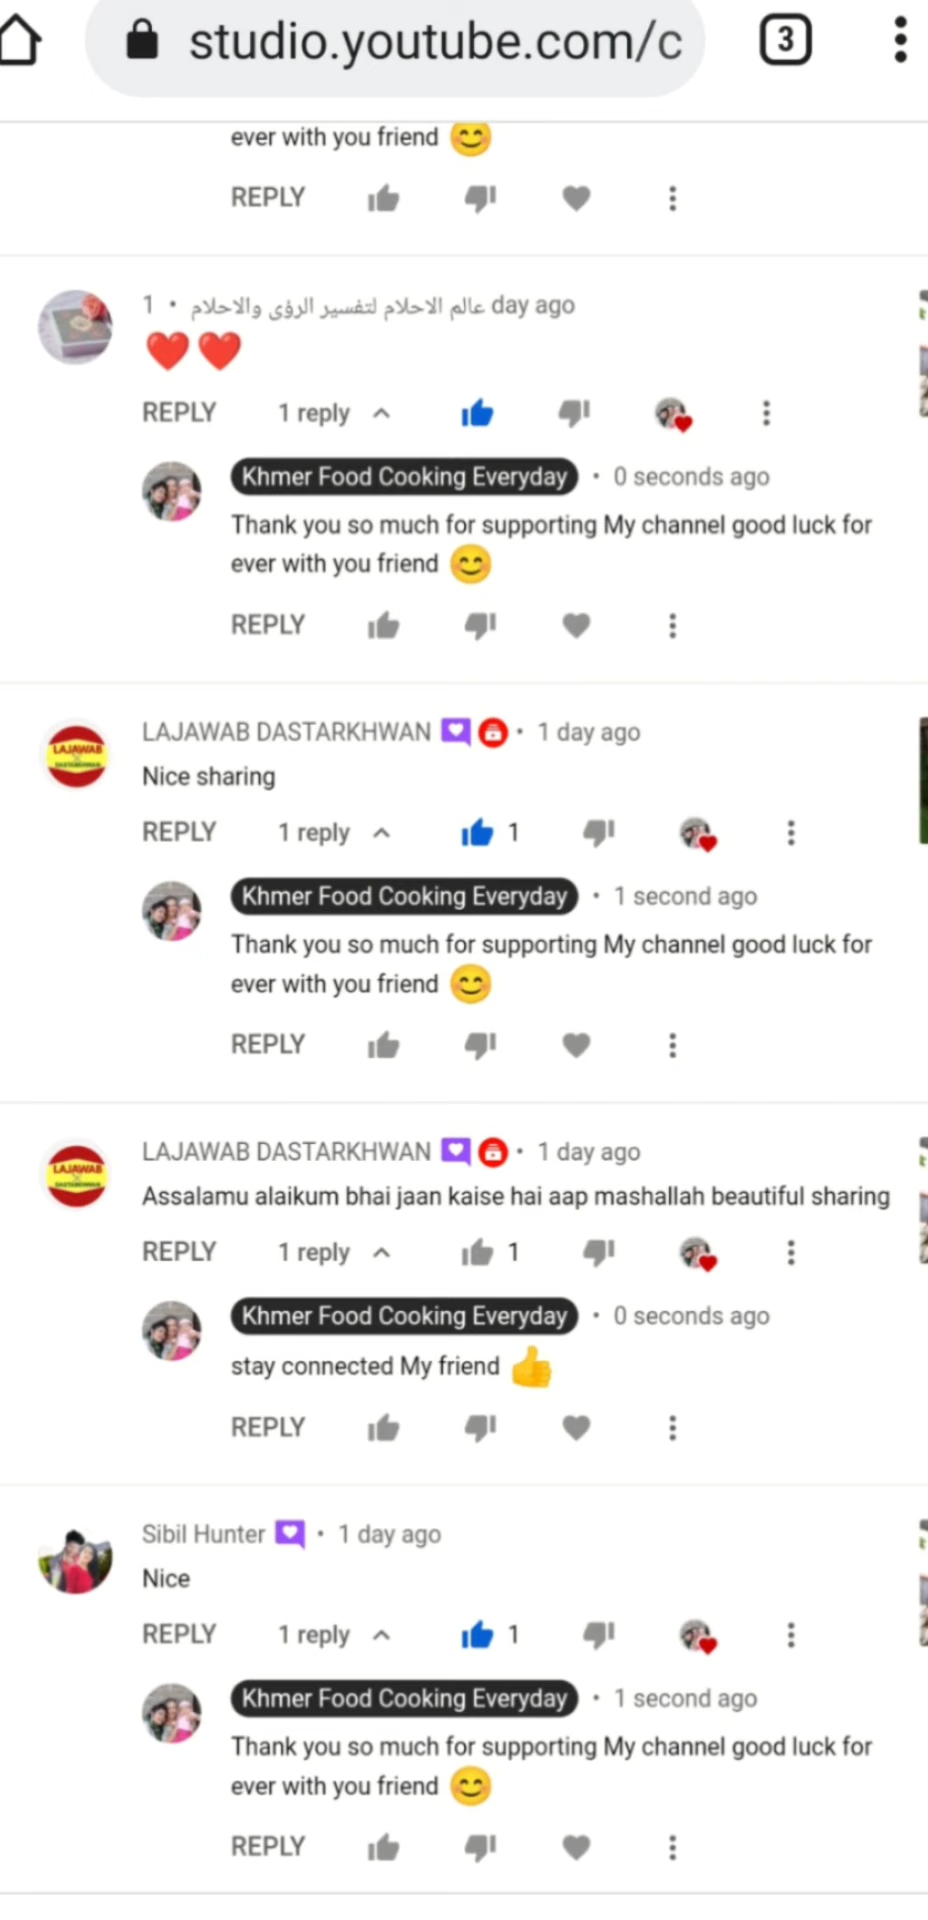 studio.youtube.com/c
3
ever with you friend 😊
REPLY
عالم الاحلام لتفسير الرؤى والاحلام • 1 day ago
❤️❤️
REPLY 1 reply
Khmer Food Cooking Everyday • 0 seconds ago
Thank you so much for supporting My channel good luck for
ever with you friend 😊
REPLY
LAJAWAB DASTARKHWAN • 1 day ago
LAJAWAB
DASTARKHWAN
Nice sharing
REPLY 1 reply 1
Khmer Food Cooking Everyday • 1 second ago
Thank you so much for supporting My channel good luck for
ever with you friend 😊
REPLY
LAJAWAB DASTARKHWAN • 1 day ago
LAJAWAB
DASTARKHWAN
Assalamu alaikum bhai jaan kaise hai aap mashallah beautiful sharing
REPLY 1 reply 1
Khmer Food Cooking Everyday • 0 seconds ago
stay connected My friend 👍
REPLY
Sibil Hunter • 1 day ago
Nice
REPLY 1 reply 1
Khmer Food Cooking Everyday • 1 second ago
Thank you so much for supporting My channel good luck for
ever with you friend 😊
REPLY